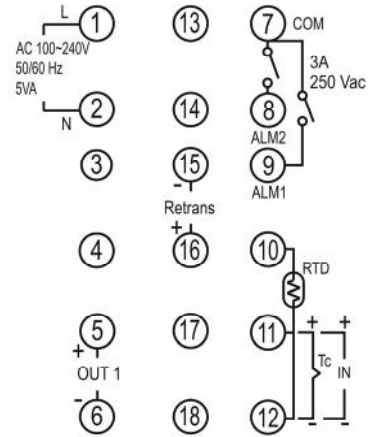 L
1
13
7
COM
AC 100~240V
50/60 Hz
5VA
3A
250 Vac
N
2
14
8
ALM2
3
15
9
-
ALM1
Retrans
+
4
16
10
RTD
5
17
11
+ +
+
OUT 1
Tc
IN
-
6
18
12
- -